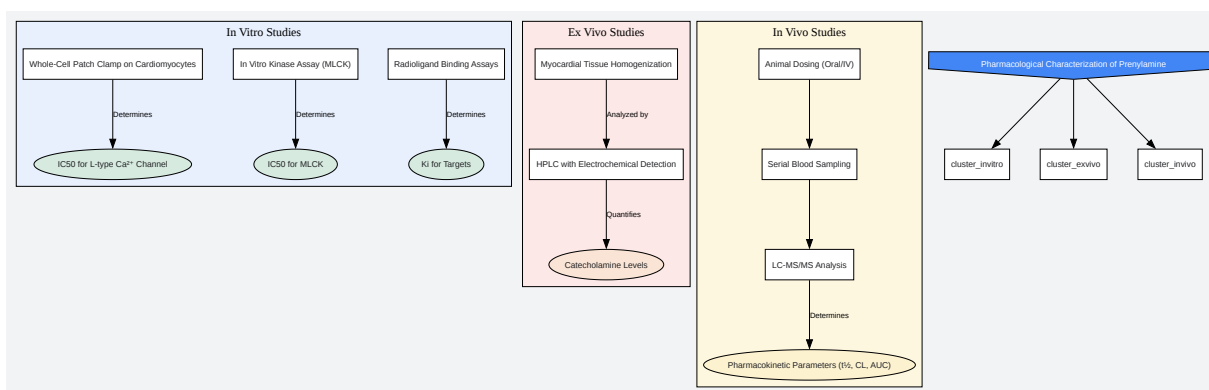 In Vitro Studies
Whole-Cell Patch Clamp on Cardiomyocytes
In Vitro Kinase Assay (MLCK)
Radioligand Binding Assays
Determines
Determines
Determines
IC50 for L-type Ca²⁺ Channel
IC50 for MLCK
Ki for Targets
Ex Vivo Studies
Myocardial Tissue Homogenization
Analyzed by
HPLC with Electrochemical Detection
Quantifies
Catecholamine Levels
In Vivo Studies
Animal Dosing (Oral/IV)
Serial Blood Sampling
LC-MS/MS Analysis
Determines
Pharmacokinetic Parameters (t½, CL, AUC)
Pharmacological Characterization of Prenylamine
cluster_invitro
cluster_exvivo
cluster_invivo